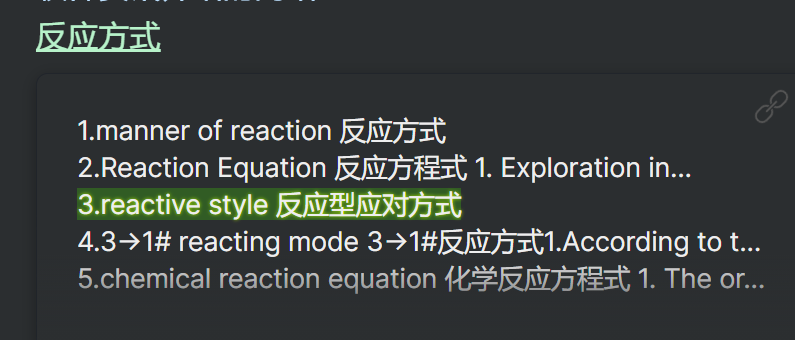 反应方式
1.manner of reaction 反应方式
2.Reaction Equation 反应方程式 1. Exploration in...
3.reactive style 反应型应对方式
4.3→1# reacting mode 3→1#反应方式1.According to t...
5.chemical reaction equation 化学反应方程式 1. The or...